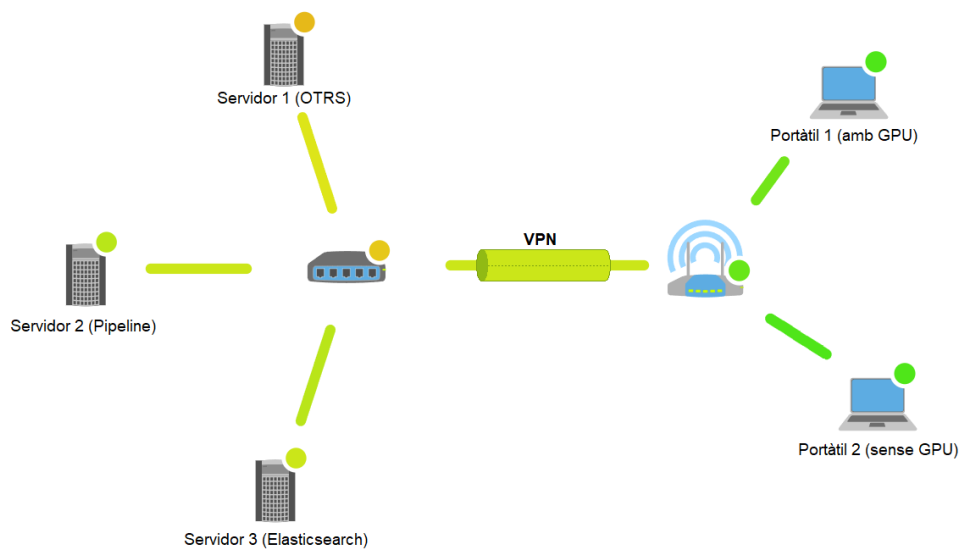 Servidor 1 (OTRS)
Portàtil 1 (amb GPU)
VPN
Servidor 2 (Pipeline)
Portàtil 2 (sense GPU)
Servidor 3 (Elasticsearch)